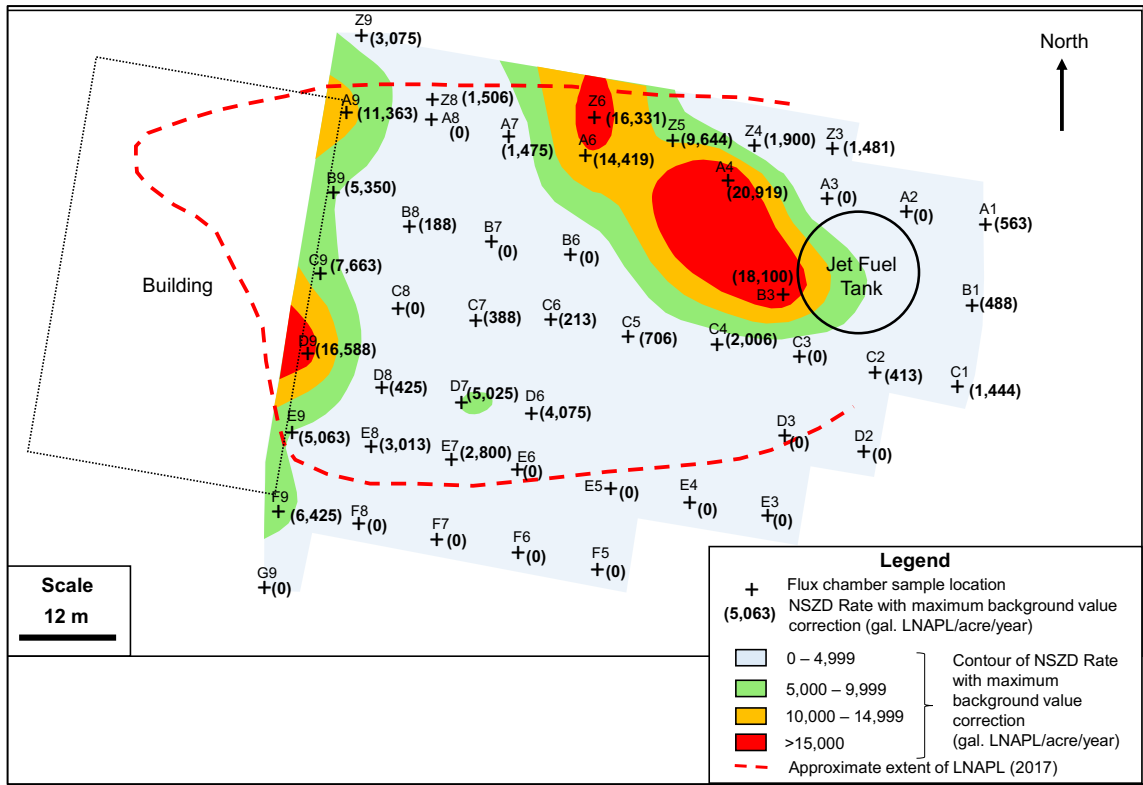 Z9
(3,075)
North
A9
(11,363)
Z8 (1,506)
A8
(0)
A7
(1,475)
Z6
(16,331)
A6
(14,419)
Z5
(9,644)
Z4
(1,900)
Z3
(1,481)
A4
(20,919)
A3
(0)
A2
(0)
A1
(563)
B9
(5,350)
B8
(188)
B7
(0)
B6
(0)
(18,100)
B3
Jet Fuel
Tank
B1
(488)
Building
C9
(7,663)
C8
(0)
C7
(388)
C6
(213)
C5
(706)
C4
(2,006)
C3
(0)
C2
(413)
C1
(1,444)
D9
(16,588)
D8
(425)
D7
(5,025)
D6
(4,075)
D3
(0)
D2
(0)
E9
(5,063)
E8
(3,013)
E7
(2,800)
E6
(0)
E5
(0)
E4
(0)
E3
(0)
F9
(6,425)
F8
(0)
F7
(0)
F6
(0)
F5
(0)
G9
(0)
Scale
12 m
Legend
Flux chamber sample location
(5,063)
NSZD Rate with maximum background value
correction (gal. LNAPL/acre/year)
0 – 4,999
5,000 – 9,999
10,000 – 14,999
>15,000
Contour of NSZD Rate
with maximum
background value
correction
(gal. LNAPL/acre/year)
Approximate extent of LNAPL (2017)